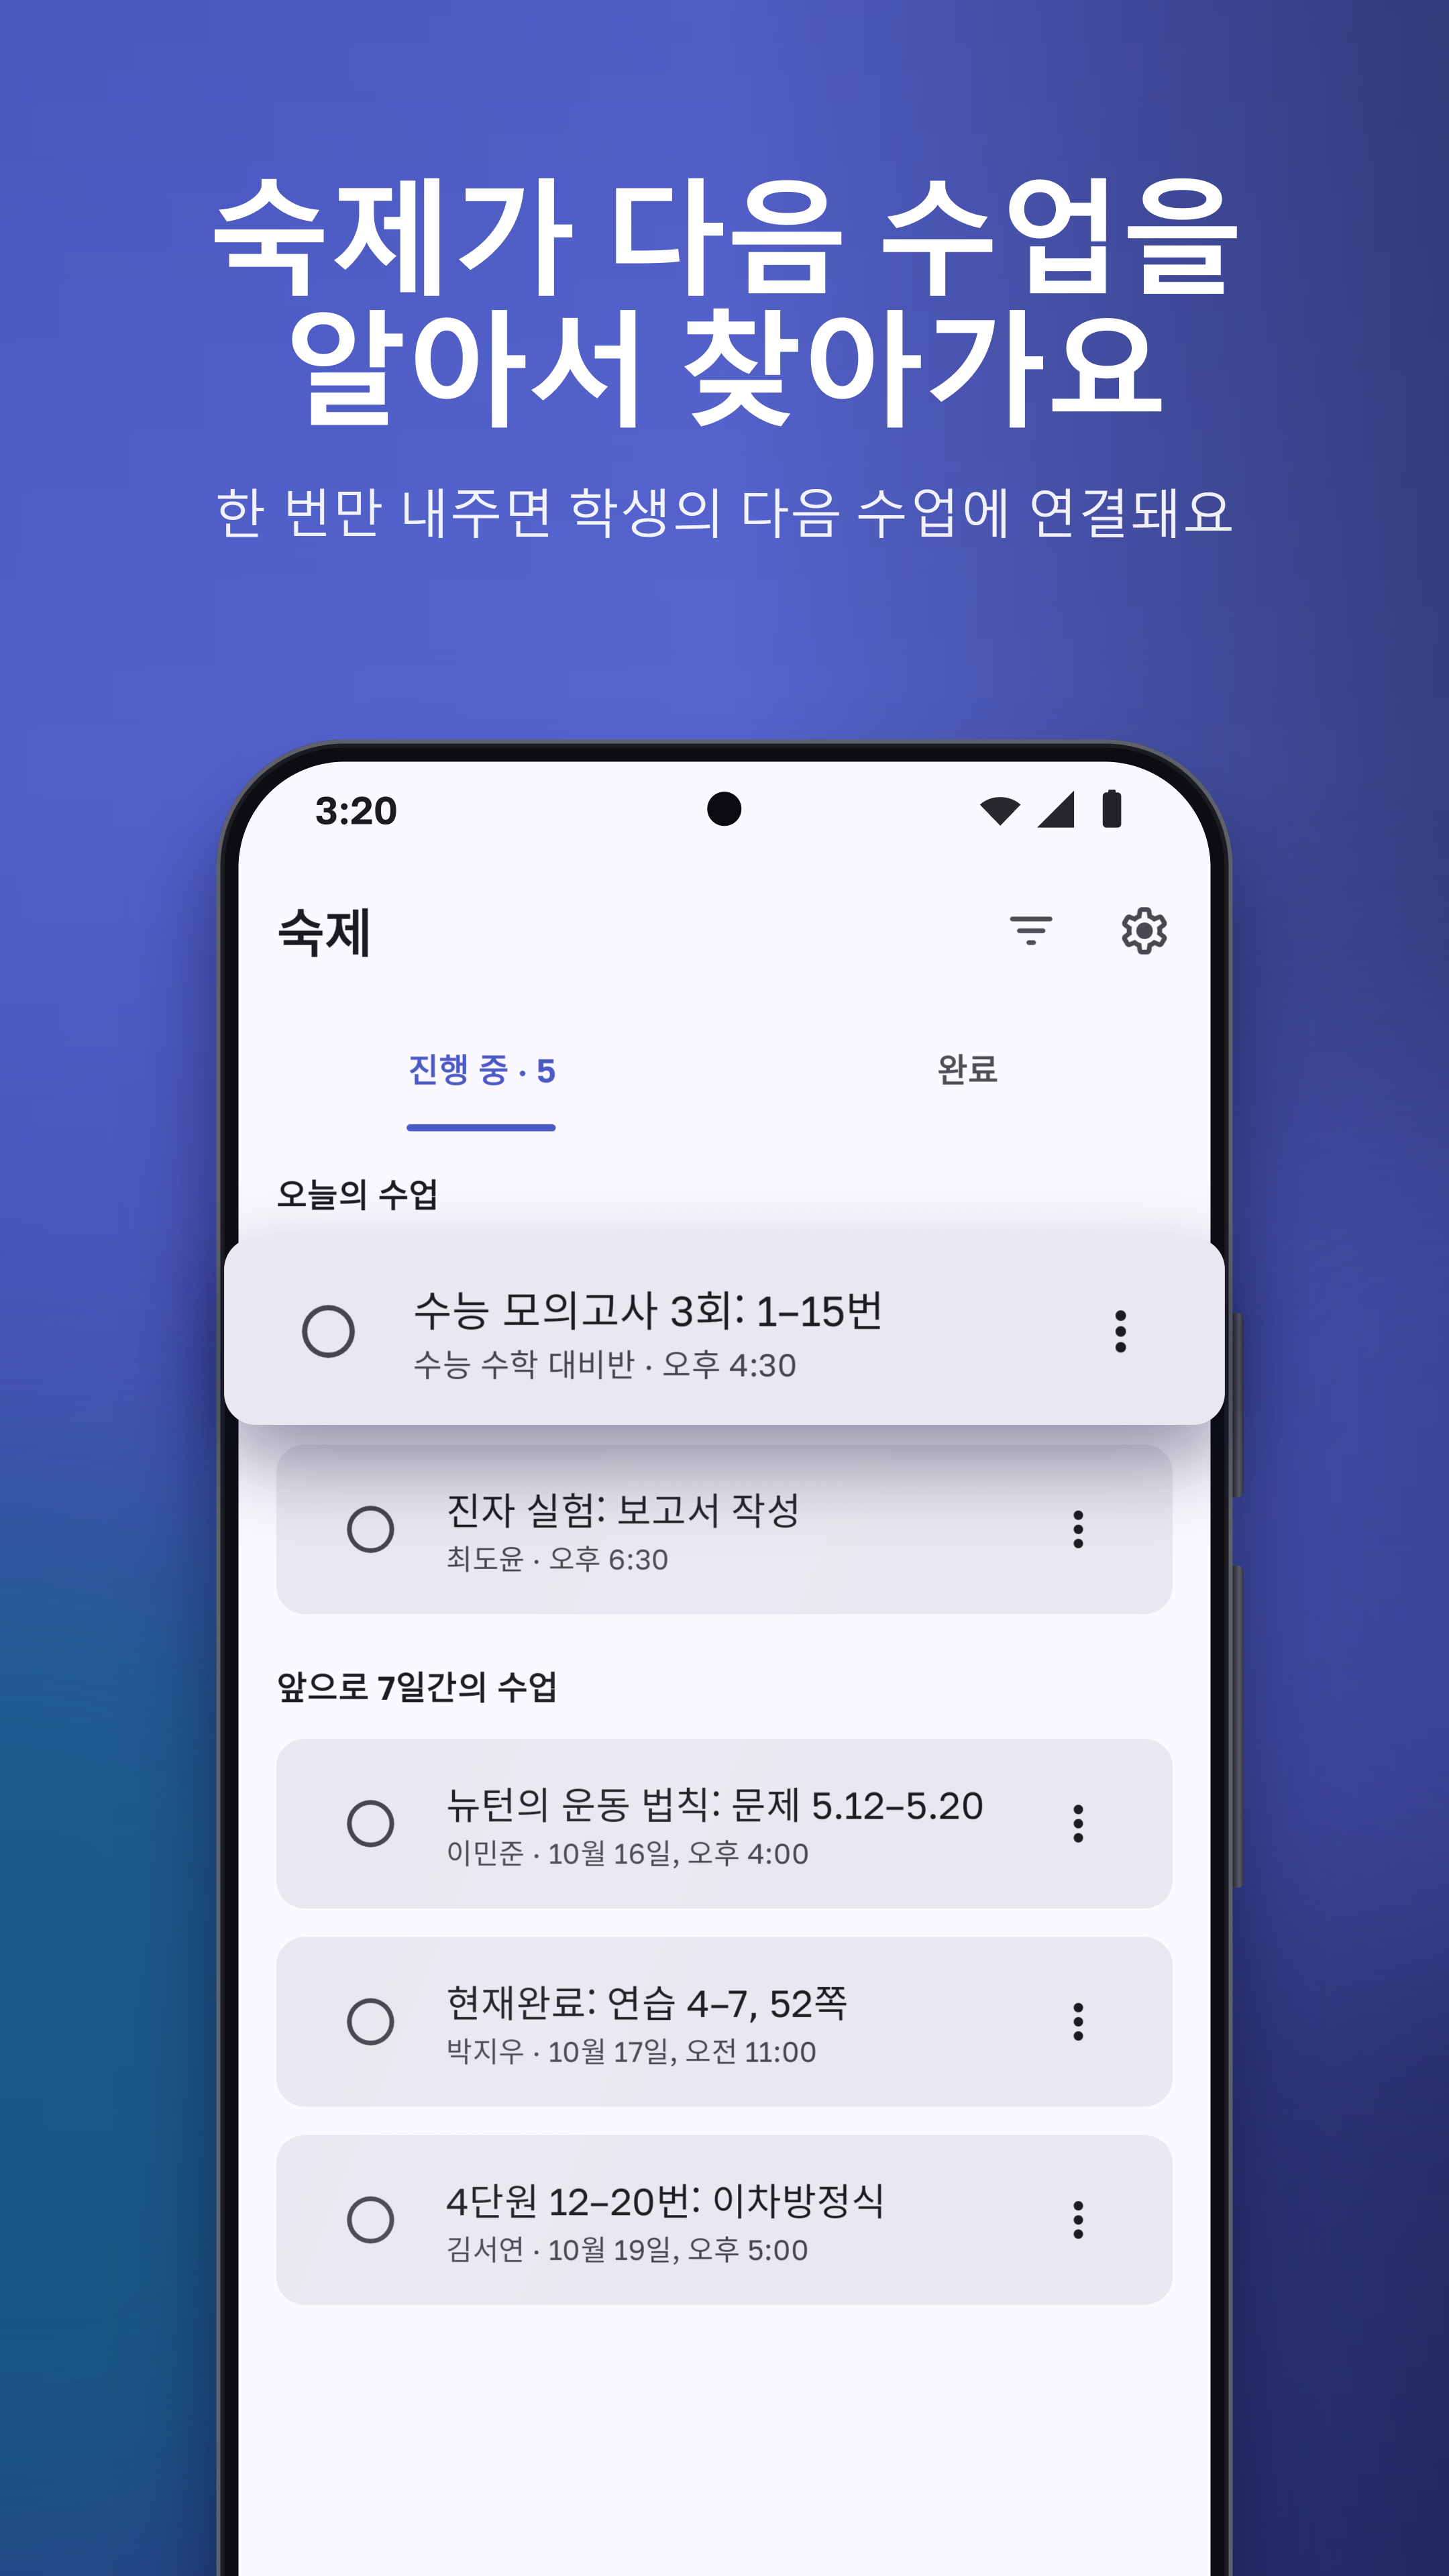 숙제가 다음 수업을
알아서 찾아가요
한 번만 내주면 학생의 다음 수업에 연결돼요
3:20
숙제
진행 중 · 5
완료
오늘의 수업
수능 모의고사 3회: 1–15번
수능 수학 대비반 · 오후 4:30
진자 실험: 보고서 작성
최도윤 · 오후 6:30
앞으로 7일간의 수업
뉴턴의 운동 법칙: 문제 5.12–5.20
이민준 · 10월 16일, 오후 4:00
현재완료: 연습 4–7, 52쪽
박지우 · 10월 17일, 오전 11:00
4단원 12–20번: 이차방정식
김서연 · 10월 19일, 오후 5:00